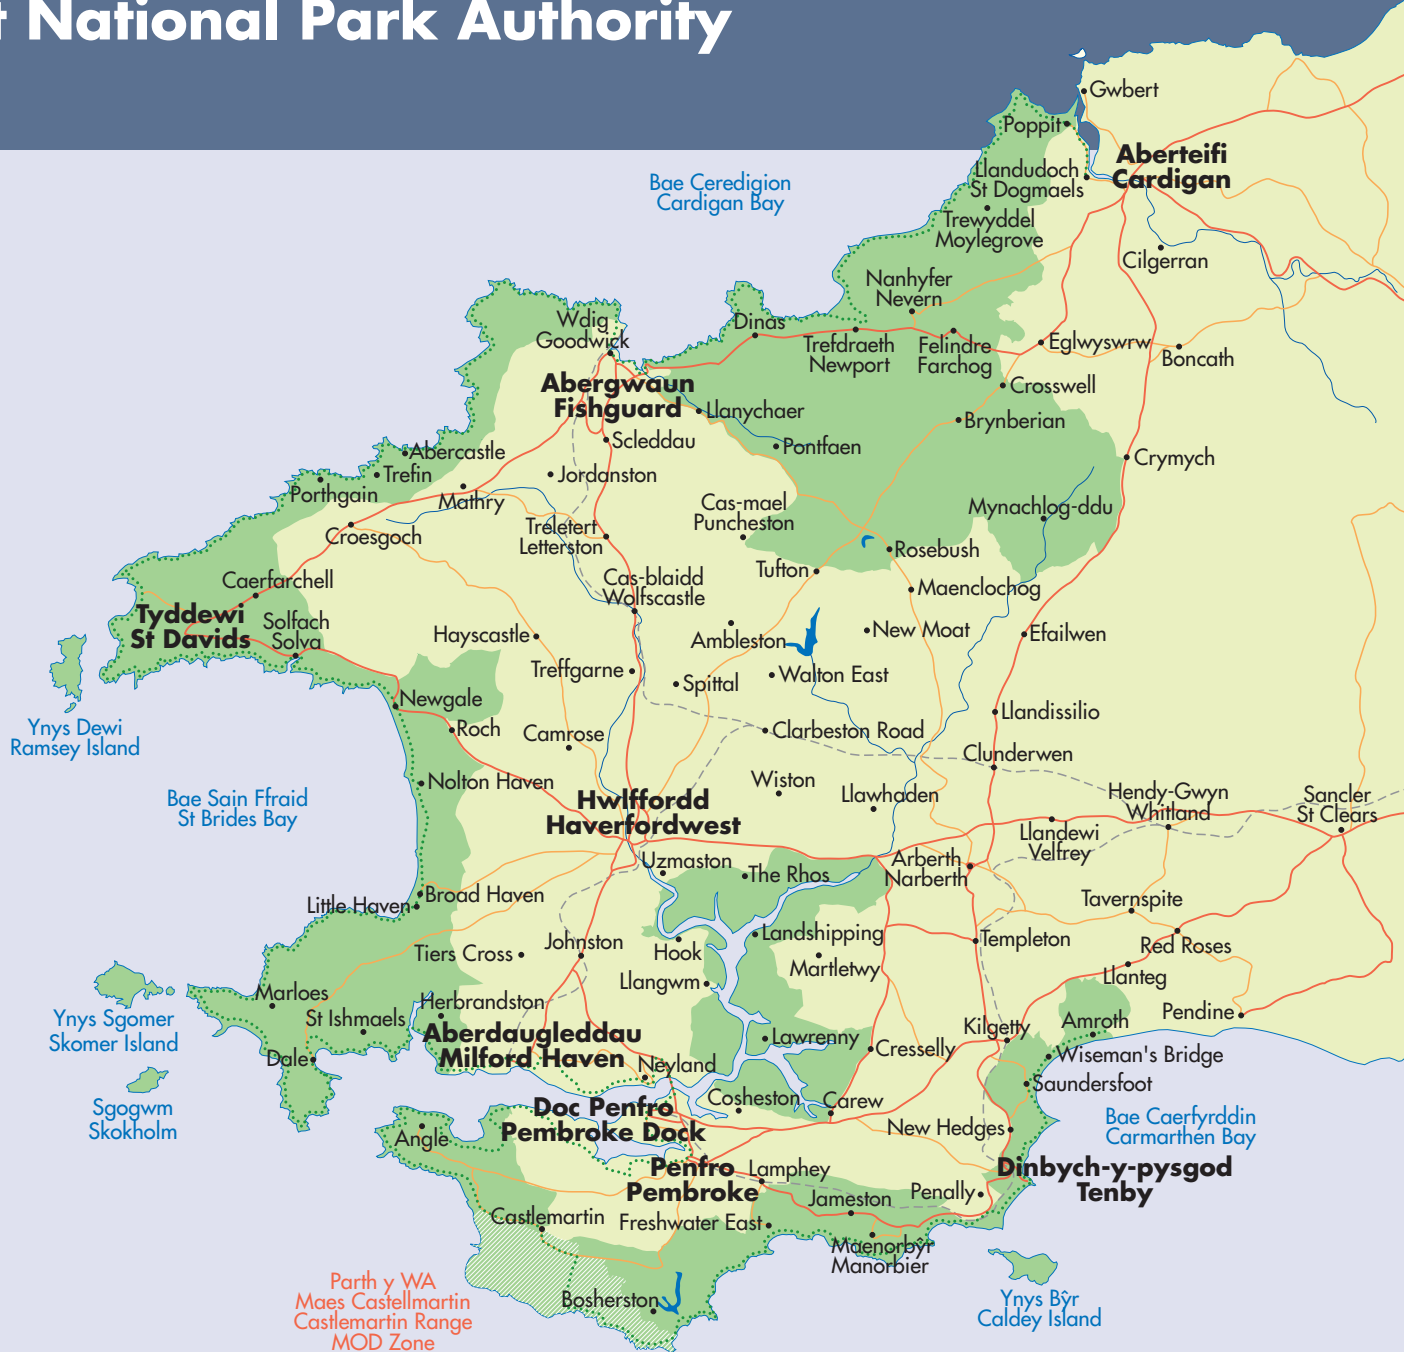 t National Park Authority
Gwbert
Poppit
Aberteifi
Cardigan
Llandudoch
St Dogmaels
Bae Ceredigion
Cardigan Bay
Trewyddel
Moylegrove
Cilgerran
Nanhyfer
Nevern
Wdig
Goodwick
Dinas
Trefdraeth
Newport
Felindre
Farchog
Eglwyswrw
Boncath
Abergwaun
Fishguard
Crosswell
Llanychaer
Brynberian
Scleddau
Pontfaen
Abercastle
Crymych
Trefin
Jordanston
Porthgain
Mathry
Cas-mael
Puncheston
Mynachlog-ddu
Croesgoch
Treletert
Letterston
Rosebush
Tufton
Caerfarchell
Cas-blaidd
Wolfscastle
Maenclochog
Tyddewi
St Davids
Solfach
Solva
Hayscastle
Ambleston
New Moat
Efailwen
Treffgarne
Spittal
Walton East
Newgale
Ynys Dewi
Ramsey Island
Roch
Camrose
Clarbeston Road
Llandissilio
Clunderwen
Nolton Haven
Wiston
Llawhaden
Hendy-Gwyn
Whitland
Sancler
St Clears
Bae Sain Ffraid
St Brides Bay
Hwlffordd
Haverfordwest
Llandewi
Velfrey
Uzmaston
The Rhos
Arberth
Narberth
Broad Haven
Little Haven
Tavernspite
Tiers Cross
Johnston
Hook
Landshipping
Templeton
Red Roses
Llangwm
Martletwy
Llanteg
Marloes
Herbrandston
Pendine
Ynys Sgomer
Skomer Island
St Ishmaels
Aberdaugleddau
Milford Haven
Lawrenny
Cresselly
Kilgetty
Amroth
Dale
Neyland
Wiseman's Bridge
Saundersfoot
Sgogwm
Skokholm
Doc Penfro
Pembroke Dock
Cosheston
Carew
Bae Caerfyrddin
Carmarthen Bay
Angle
New Hedges
Penfro
Pembroke
Lamphey
Dinbych-y-pysgod
Tenby
Castlemartin
Freshwater East
Jameston
Penally
Maenorbŷr
Manorbier
Parth y WA
Maes Castellmartin
Castlemartin Range
MOD Zone
Bosherston
Ynys Bŷr
Caldey Island